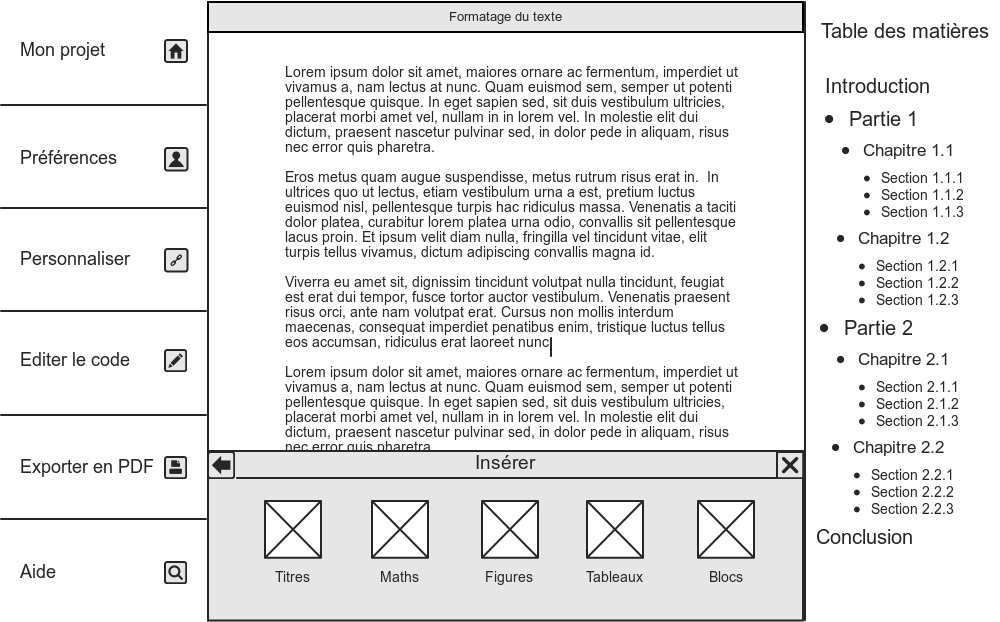 Mon projet
Préférences
Personnaliser
Editer le code
Exporter en PDF
Aide
Formatage du texte
Lorem ipsum dolor sit amet, maiores ornare ac fermentum, imperdiet ut
vivamus a, nam lectus at nunc. Quam euismod sem, semper ut potenti
pellentesque quisque. In eget sapien sed, sit duis vestibulum ultricies,
placerat morbi amet vel, nullam in in lorem vel. In molestie elit dui
dictum, praesent nascetur pulvinar sed, in dolor pede in aliquam, risus
nec error quis pharetra.
Eros metus quam augue suspendisse, metus rutrum risus erat in.  In
ultrices quo ut lectus, etiam vestibulum urna a est, pretium luctus
euismod nisl, pellentesque turpis hac ridiculus massa. Venenatis a taciti
dolor platea, curabitur lorem platea urna odio, convallis sit pellentesque
lacus proin. Et ipsum velit diam nulla, fringilla vel tincidunt vitae, elit
turpis tellus vivamus, dictum adipiscing convallis magna id.
Viverra eu amet sit, dignissim tincidunt volutpat nulla tincidunt, feugiat
est erat dui tempor, fusce tortor auctor vestibulum. Venenatis praesent
risus orci, ante nam volutpat erat. Cursus non mollis interdum
maecenas, consequat imperdiet penatibus enim, tristique luctus tellus
eos accumsan, ridiculus erat laoreet nunc
Lorem ipsum dolor sit amet, maiores ornare ac fermentum, imperdiet ut
vivamus a, nam lectus at nunc. Quam euismod sem, semper ut potenti
pellentesque quisque. In eget sapien sed, sit duis vestibulum ultricies,
placerat morbi amet vel, nullam in in lorem vel. In molestie elit dui
dictum, praesent nascetur pulvinar sed, in dolor pede in aliquam, risus
nec error quis pharetra.
Insérer
Titres
Maths
Figures
Tableaux
Blocs
Table des matières
Introduction
Partie 1
Chapitre 1.1
Section 1.1.1
Section 1.1.2
Section 1.1.3
Chapitre 1.2
Section 1.2.1
Section 1.2.2
Section 1.2.3
Partie 2
Chapitre 2.1
Section 2.1.1
Section 2.1.2
Section 2.1.3
Chapitre 2.2
Section 2.2.1
Section 2.2.2
Section 2.2.3
Conclusion